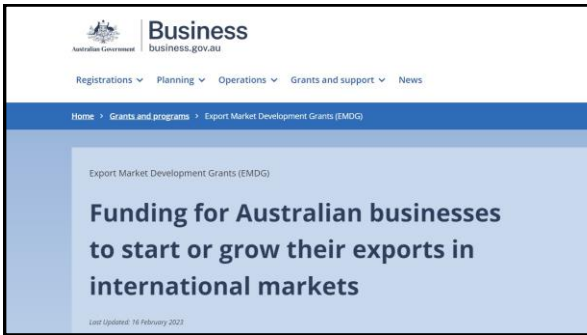 Australian Government
Business
business.gov.au
Registrations Planning Operations Grants and support News
Home > Grants and programs > Export Market Development Grants (EMDG)
Export Market Development Grants (EMDG)
Funding for Australian businesses
to start or grow their exports in
international markets
Last Updated: 16 February 2023